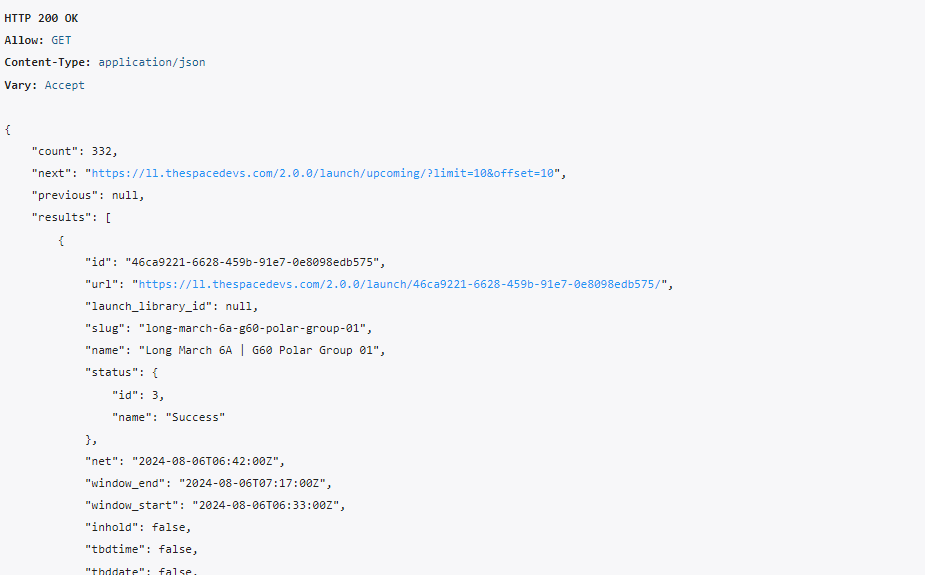 HTTP 200 OK
Allow: GET
Content-Type: application/json
Vary: Accept
{
"count": 332,
"next": "https://ll.thespacedevs.com/2.0.0/launch/upcoming/?limit=10&offset=10",
"previous": null,
"results": [
{
"id": "46ca9221-6628-459b-91e7-0e8098edb575",
"url": "https://ll.thespacedevs.com/2.0.0/launch/46ca9221-6628-459b-91e7-0e8098edb575/",
"launch_library_id": null,
"slug": "long-march-6a-g60-polar-group-01",
"name": "Long March 6A | G60 Polar Group 01",
"status": {
"id": 3,
"name": "Success"
},
"net": "2024-08-06T06:42:00Z",
"window_end": "2024-08-06T07:17:00Z",
"window_start": "2024-08-06T06:33:00Z",
"inhold": false,
"tbdtime": false,
"tbddate": false,